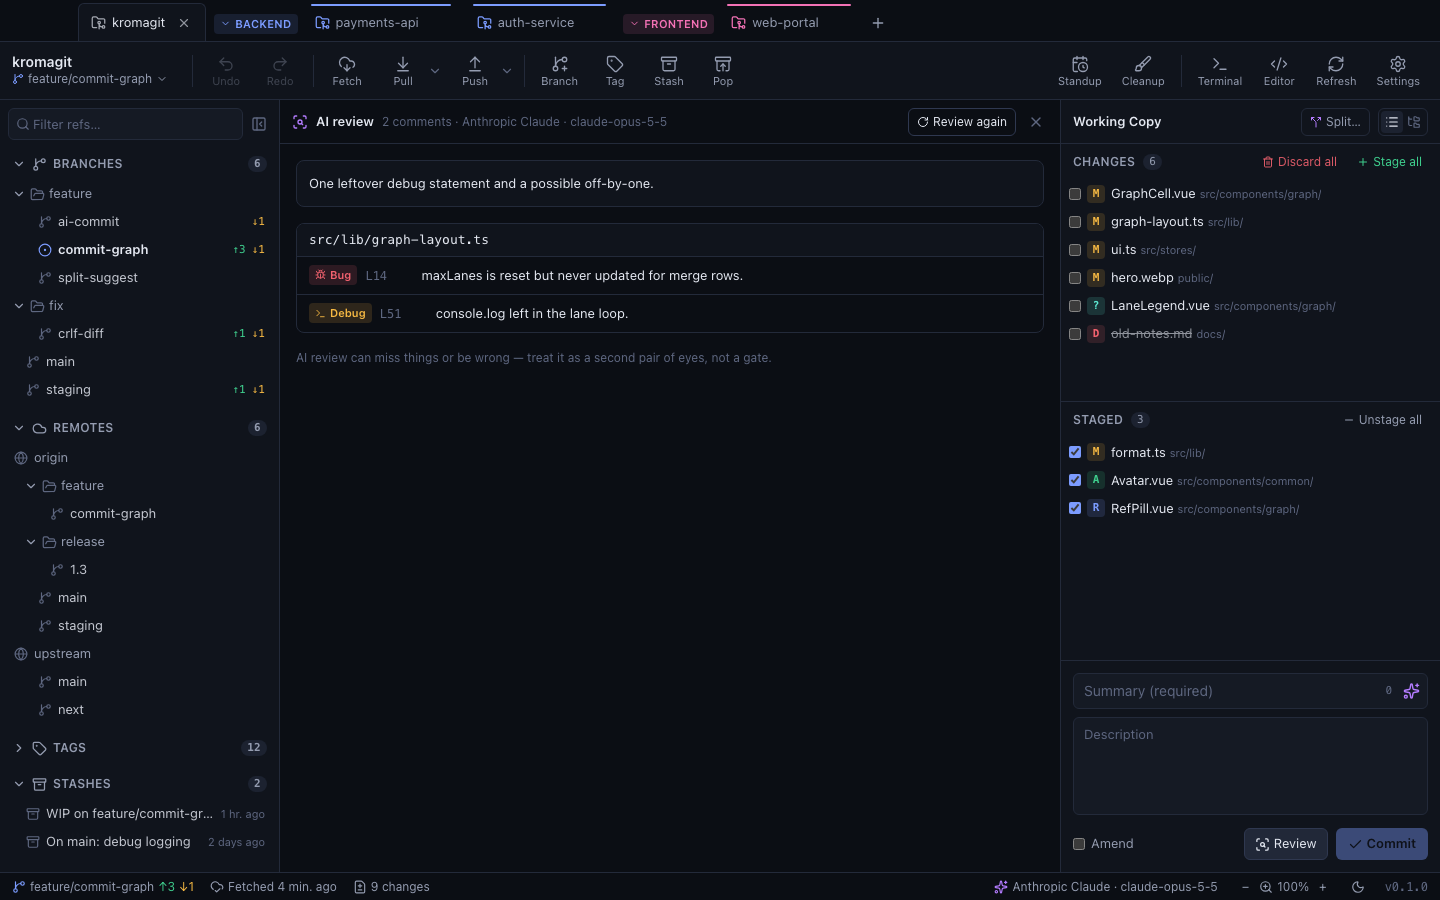 kromagit
BACKEND
payments-api
auth-service
FRONTEND
web-portal
kromagit
feature/commit-graph
Undo
Redo
Fetch
Pull
Push
Branch
Tag
Stash
Pop
Standup
Cleanup
Terminal
Editor
Refresh
Settings
Filter refs...
BRANCHES 6
feature
ai-commit ↓1
commit-graph ↑3 ↓1
split-suggest
fix
crlf-diff ↑1 ↓1
main
staging ↑1 ↓1
REMOTES 6
origin
feature
commit-graph
release
1.3
main
staging
upstream
main
next
TAGS 12
STASHES 2
WIP on feature/commit-gr... 1 hr. ago
On main: debug logging 2 days ago
AI review 2 comments · Anthropic Claude · claude-opus-5-5
Review again
One leftover debug statement and a possible off-by-one.
src/lib/graph-layout.ts
Bug L14 maxLanes is reset but never updated for merge rows.
Debug L51 console.log left in the lane loop.
AI review can miss things or be wrong — treat it as a second pair of eyes, not a gate.
Working Copy
Split...
CHANGES 6
Discard all
+ Stage all
M GraphCell.vue src/components/graph/
M graph-layout.ts src/lib/
M ui.ts src/stores/
M hero.webp public/
? LaneLegend.vue src/components/graph/
D old-notes.md docs/
STAGED 3
− Unstage all
M format.ts src/lib/
A Avatar.vue src/components/common/
R RefPill.vue src/components/graph/
Summary (required) 0
Description
Amend
Review
Commit
feature/commit-graph ↑3 ↓1
Fetched 4 min. ago
9 changes
Anthropic Claude · claude-opus-5-5
− 100% +
v0.1.0